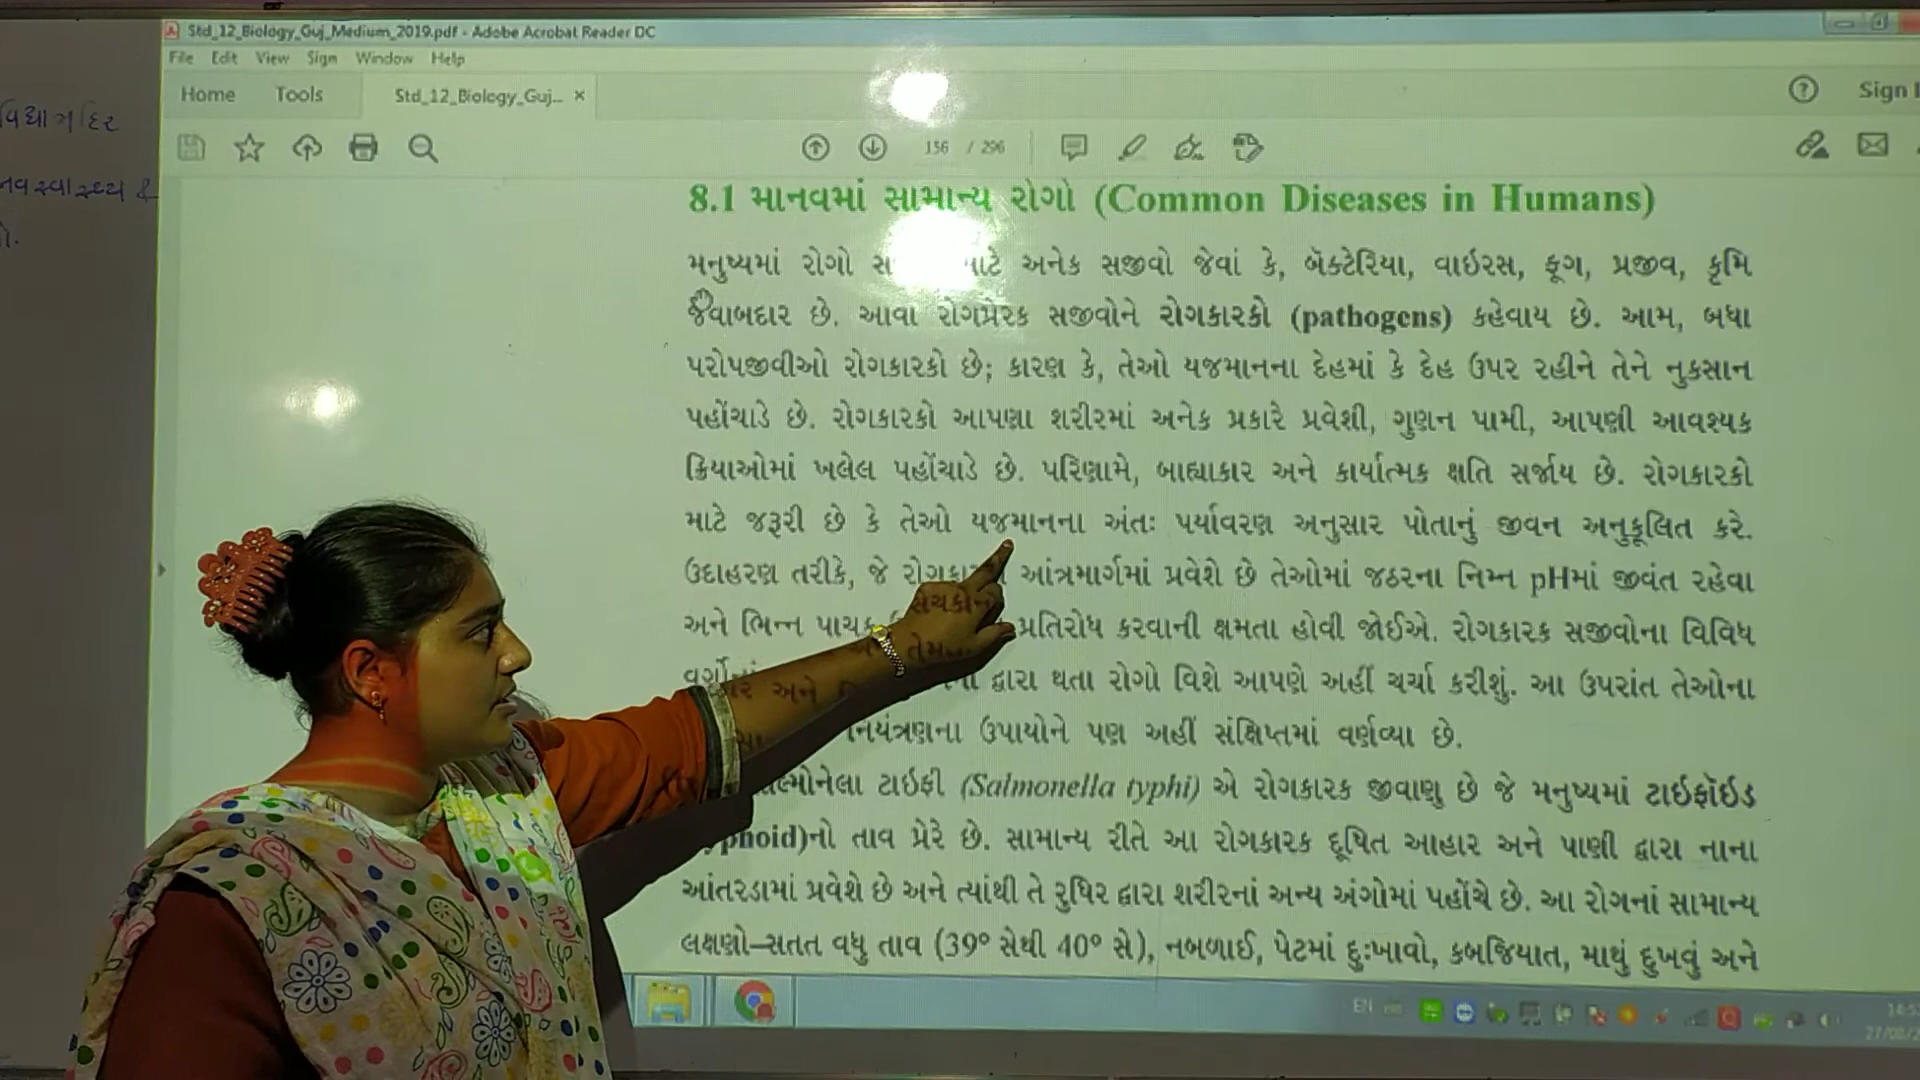 Std_12_Biology_Guj_Medium_2019.pdf - Adobe Acrobat Reader DC
File Edit View Sign Window Help
Home Tools Std_12_Biology_Guj... × Sign
156 / 296
8.1 માનવમાં સામાન્ય રોગો (Common Diseases in Humans)
મનુષ્યમાં રોગો અનેક સજીવો જેવાં કે, બૅક્ટેરિયા, વાઇરસ, ફૂગ, પ્રજીવ, કૃમિ
જવાબદાર છે. આવા રોગપ્રેરક સજીવોને રોગકારકો (pathogens) કહેવાય છે. આમ, બધા
પરોપજીવીઓ રોગકારકો છે; કારણ કે, તેઓ યજમાનના દેહમાં કે દેહ ઉપર રહીને તેને નુકસાન
પહોંચાડે છે. રોગકારકો આપણા શરીરમાં અનેક પ્રકારે પ્રવેશી, ગુણન પામી, આપણી આવશ્યક
ક્રિયાઓમાં ખલેલ પહોંચાડે છે. પરિણામે, બાહ્યાકાર અને કાર્યાત્મક ક્ષતિ સર્જાય છે. રોગકારકો
માટે જરૂરી છે કે તેઓ યજમાનના અંતઃ પર્યાવરણ અનુસાર પોતાનું જીવન અનુકૂલિત કરે.
ઉદાહરણ તરીકે, જે આંત્રમાર્ગમાં પ્રવેશે છે તેઓમાં જઠરના નિમ્ન pHમાં જીવંત રહેવા
અને ભિન્ન પાચક પ્રતિરોધ કરવાની ક્ષમતા હોવી જોઈએ. રોગકારક સજીવોના વિવિધ
દ્વારા થતા રોગો વિશે આપણે અહીં ચર્ચા કરીશું. આ ઉપરાંત તેઓના
નિયંત્રણના ઉપાયોને પણ અહીં સંક્ષિપ્તમાં વર્ણવ્યા છે.
ટાઇફી (Salmonella typhi) એ રોગકારક જીવાણુ છે જે મનુષ્યમાં ટાઇફૉઈડ
નો તાવ પ્રેરે છે. સામાન્ય રીતે આ રોગકારક દૂષિત આહાર અને પાણી દ્વારા નાના
આંતરડામાં પ્રવેશે છે અને ત્યાંથી તે રુધિર દ્વારા શરીરનાં અન્ય અંગોમાં પહોંચે છે. આ રોગનાં સામાન્ય
લક્ષણો–સતત વધુ તાવ (39° સેથી 40° સે), નબળાઈ, પેટમાં દુઃખાવો, કબજિયાત, માથું દુખવું અને
EN